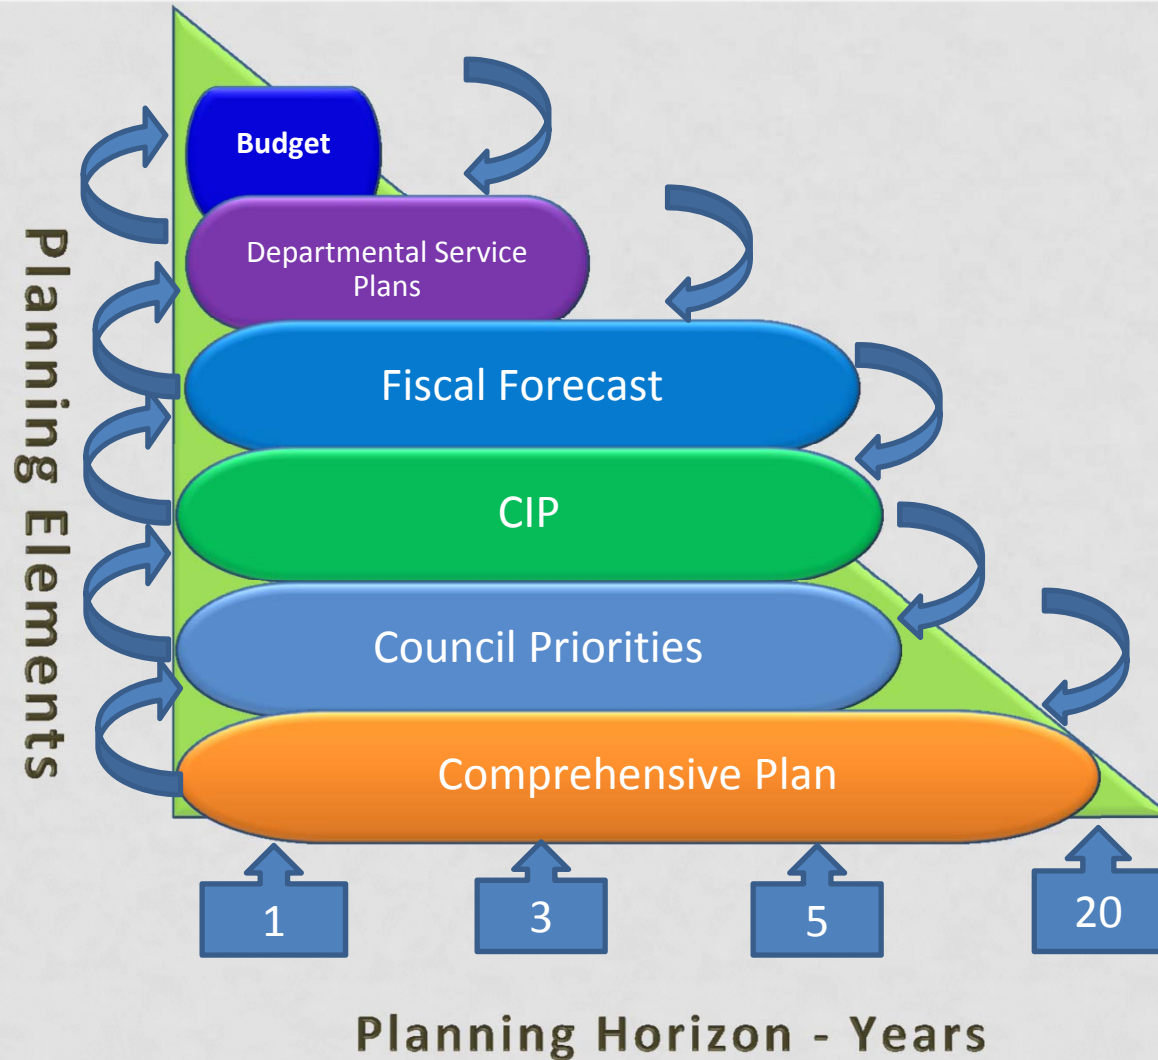 Budget
Departmental Service
Plans
Fiscal Forecast
CIP
Council Priorities
Comprehensive Plan
Planning Elements
1
3
5
20
Planning Horizon - Years